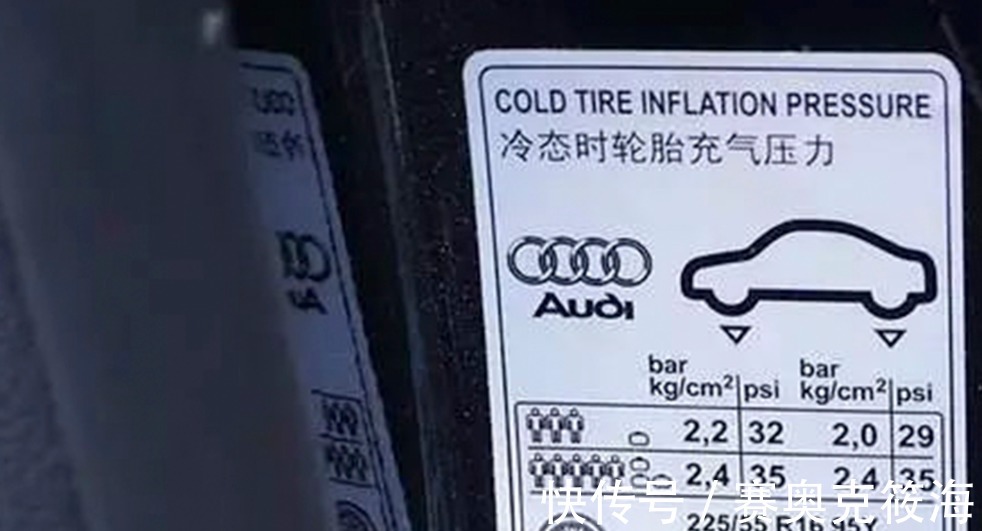 COLD TIRE INFLATION PRESSURE
冷态时轮胎充气压力
Audi
bar bar
kg/cm² psi kg/cm² psi
2,2 32 2,0 29
2,4 35 2,4 35
225/55
快传号 / 赛奥克筱海